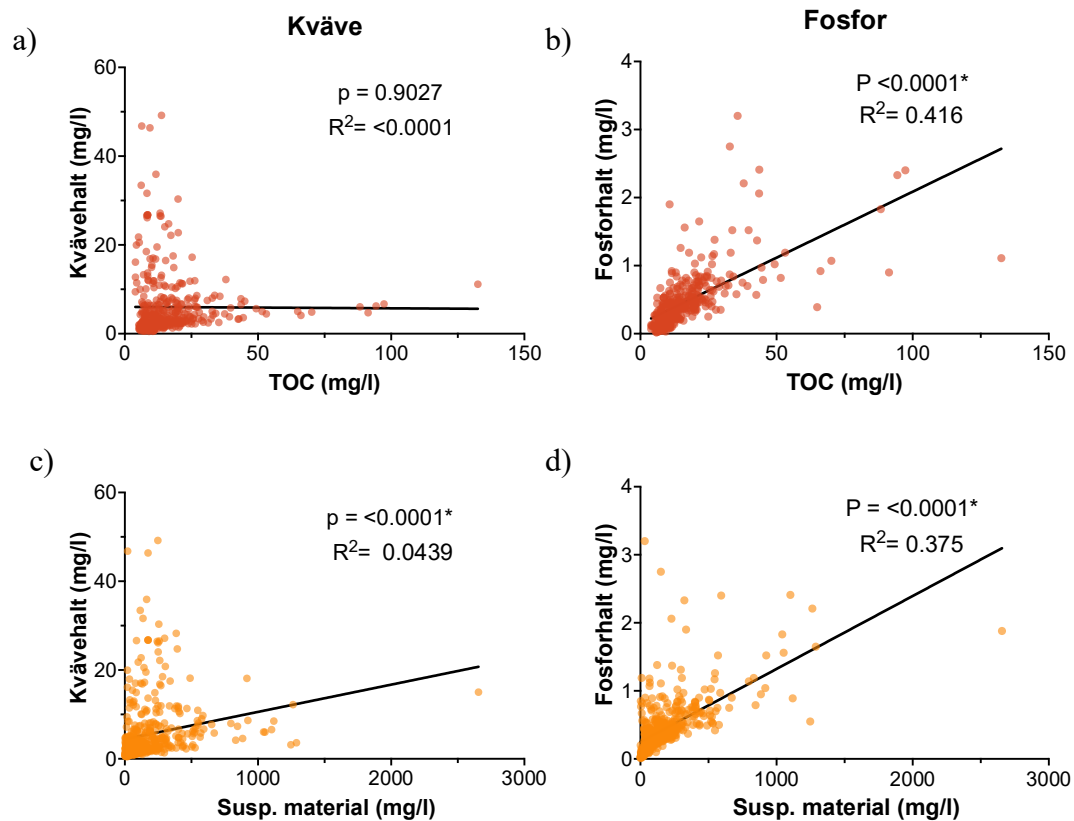 Kväve
Fosfor
a)
b)
60
40
20
0
Kvävehalt (mg/l)
p = 0.9027
R²= <0.0001
0 50 100 150
TOC (mg/l)
4
3
2
1
0
Fosforhalt (mg/l)
P <0.0001*
R²= 0.416
0 50 100 150
TOC (mg/l)
c)
d)
60
40
20
0
Kvävehalt (mg/l)
p = <0.0001*
R²= 0.0439
0 1000 2000 3000
Susp. material (mg/l)
4
3
2
1
0
Fosforhalt (mg/l)
P = <0.0001*
R²= 0.375
0 1000 2000 3000
Susp. material (mg/l)